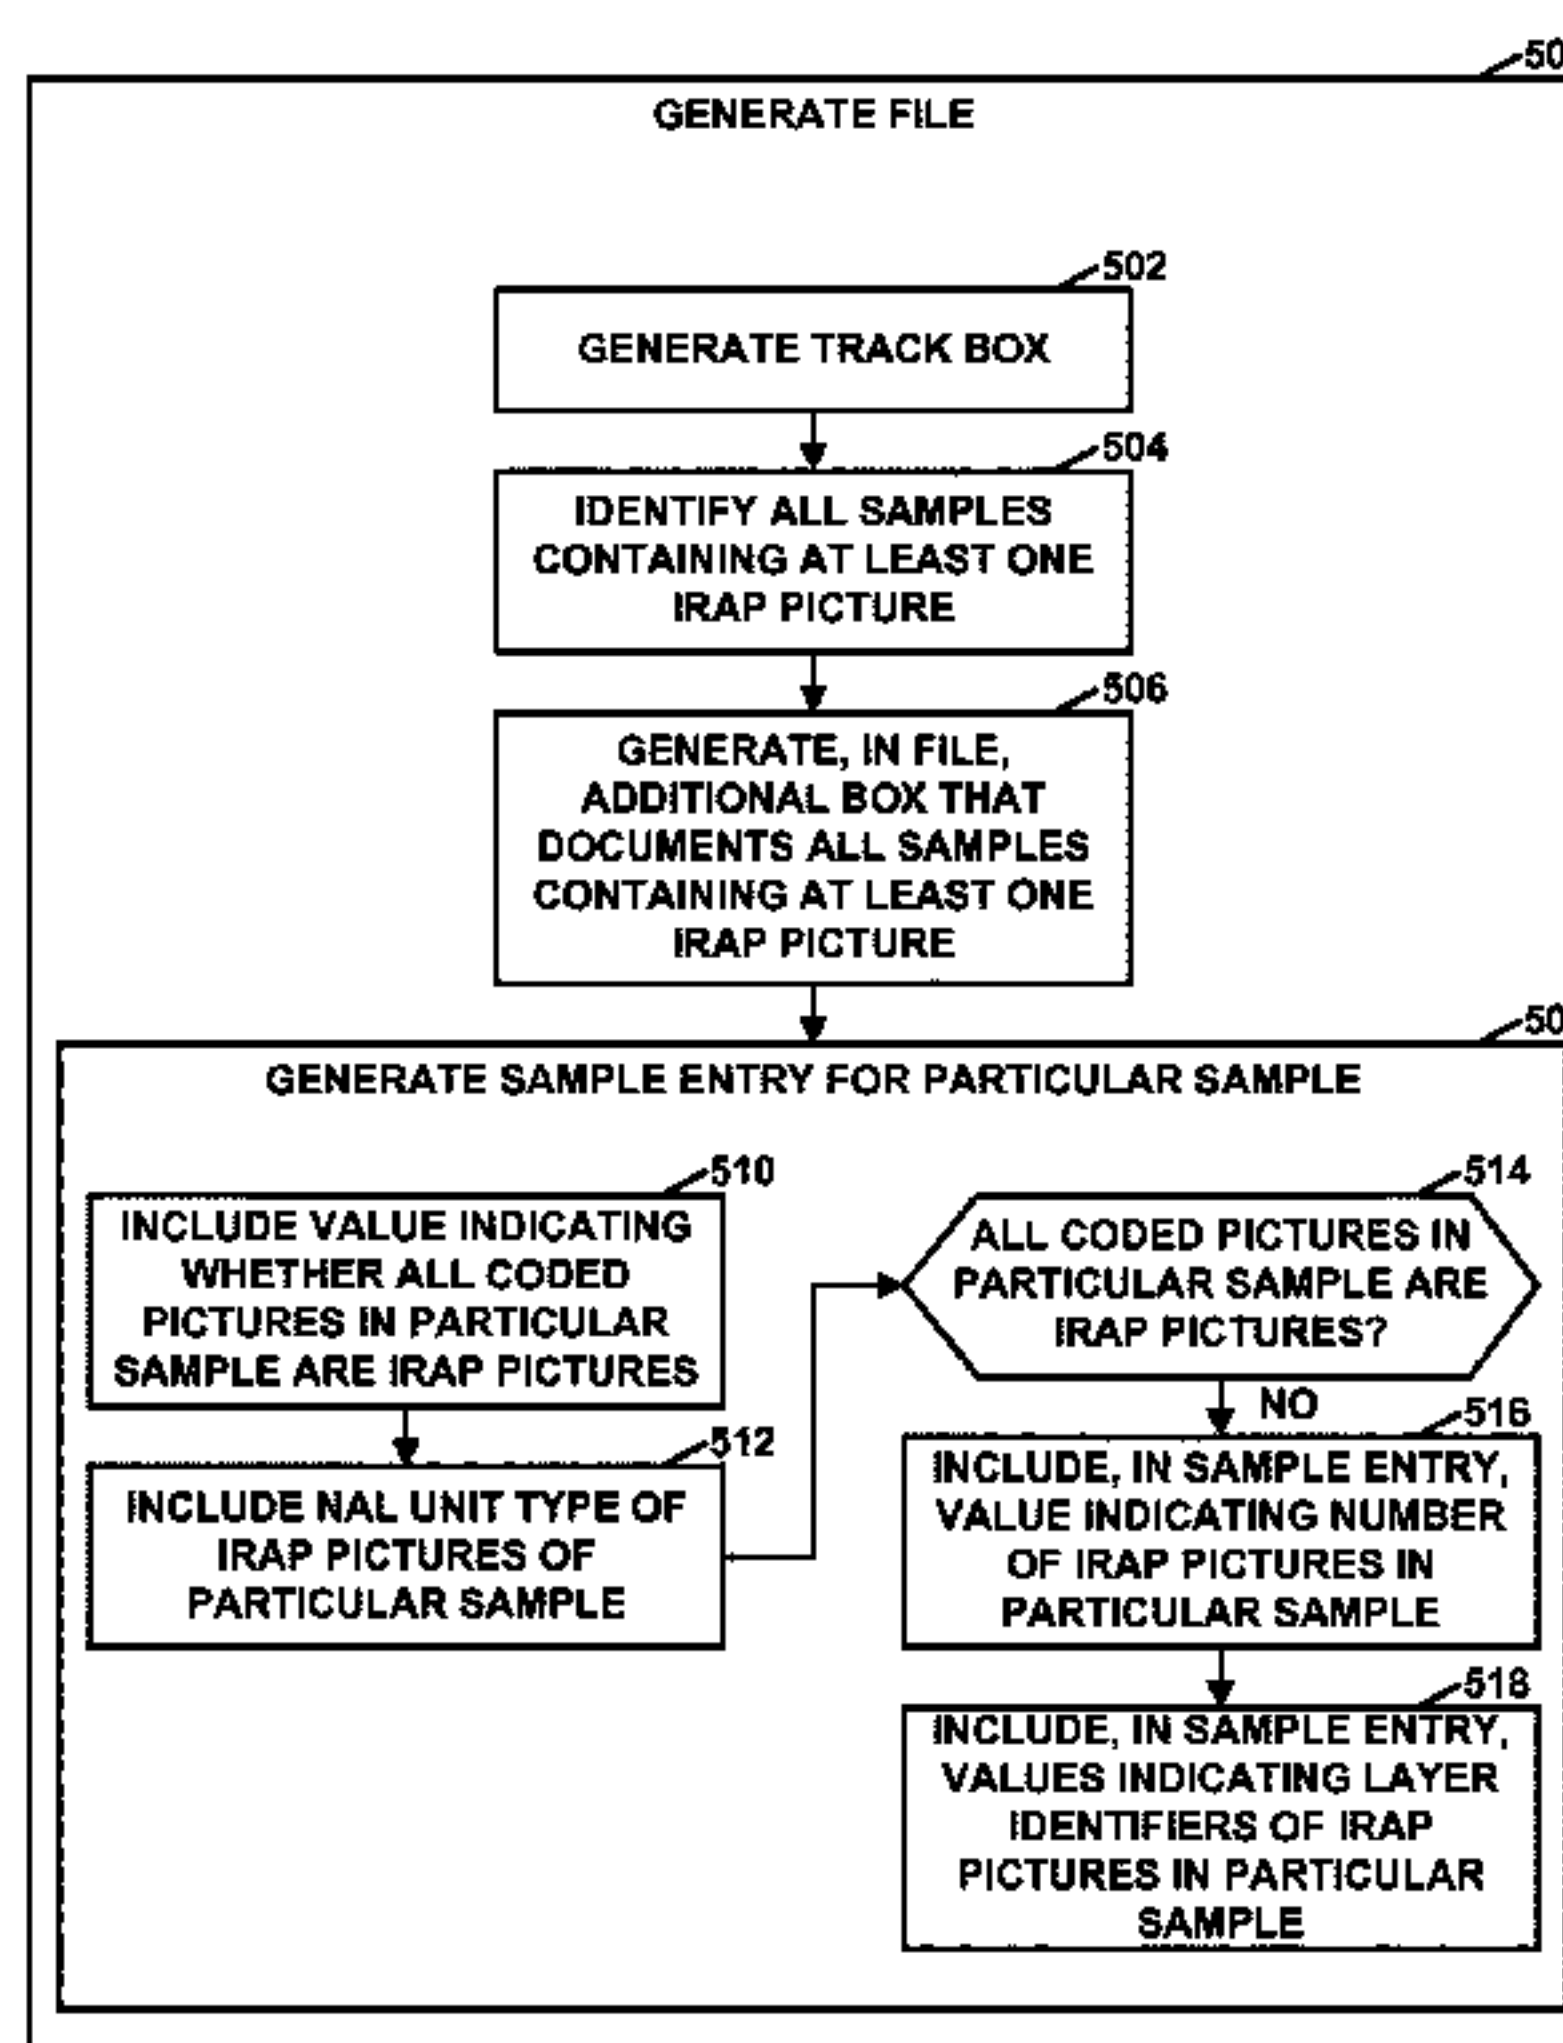 50
GENERATE FILE
502
GENERATE TRACK BOX
504
IDENTIFY ALL SAMPLES
CONTAINING AT LEAST ONE
IRAP PICTURE
506
GENERATE, IN FILE,
ADDITIONAL BOX THAT
DOCUMENTS ALL SAMPLES
CONTAINING AT LEAST ONE
IRAP PICTURE
50
GENERATE SAMPLE ENTRY FOR PARTICULAR SAMPLE
510
INCLUDE VALUE INDICATING
WHETHER ALL CODED
PICTURES IN PARTICULAR
SAMPLE ARE IRAP PICTURES
512
INCLUDE NAL UNIT TYPE OF
IRAP PICTURES OF
PARTICULAR SAMPLE
514
ALL CODED PICTURES IN
PARTICULAR SAMPLE ARE
IRAP PICTURES?
NO
516
INCLUDE, IN SAMPLE ENTRY,
VALUE INDICATING NUMBER
OF IRAP PICTURES IN
PARTICULAR SAMPLE
518
INCLUDE, IN SAMPLE ENTRY,
VALUES INDICATING LAYER
IDENTIFIERS OF IRAP
PICTURES IN PARTICULAR
SAMPLE